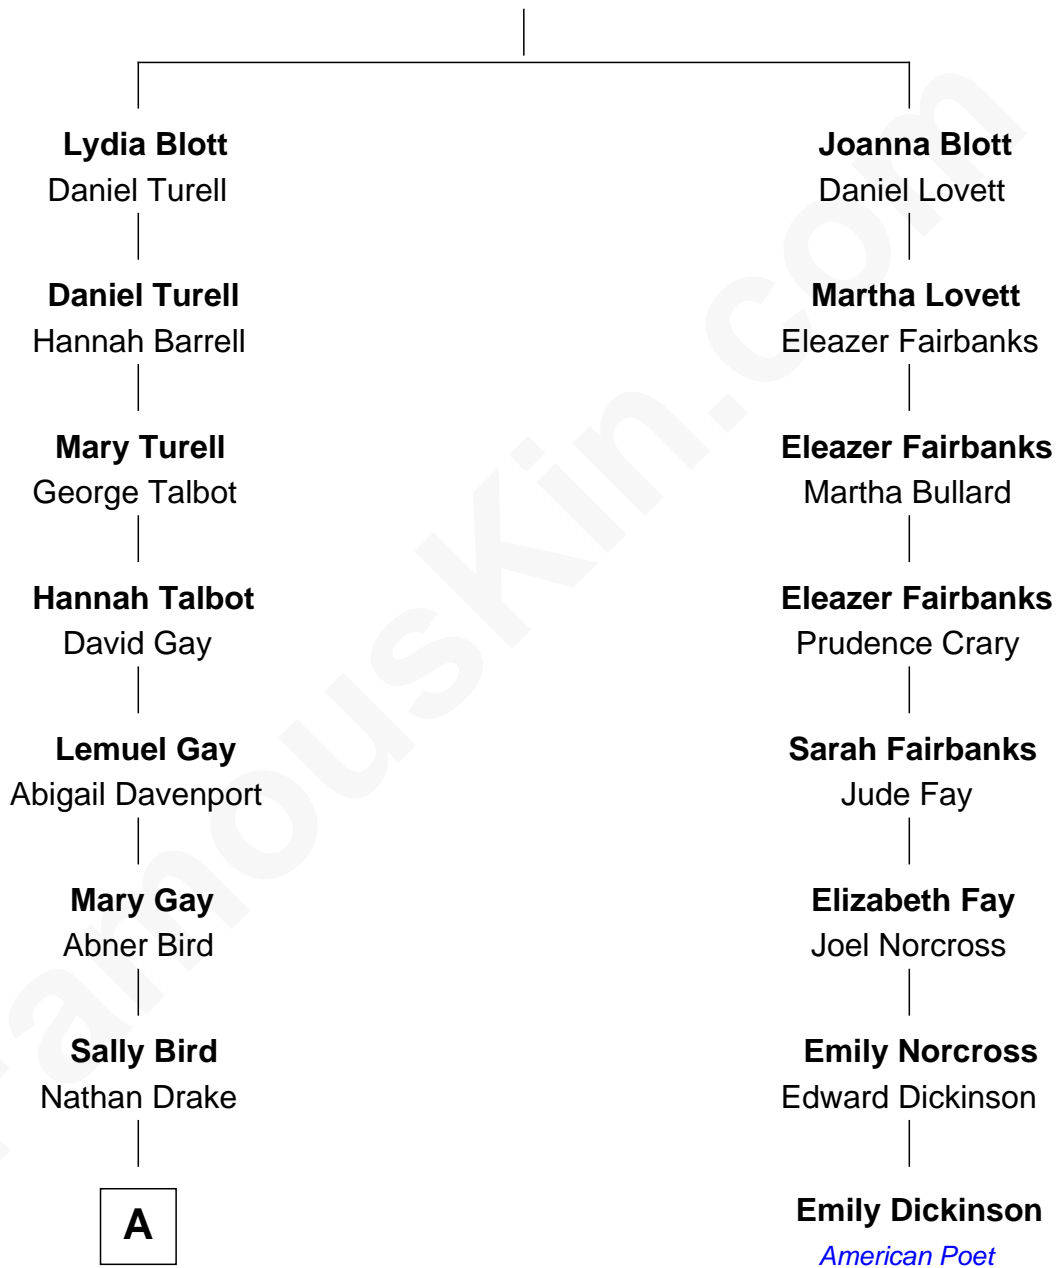 Lydia Blott
Daniel Turell
Daniel Turell
Hannah Barrell
Mary Turell
George Talbot
Hannah Talbot
David Gay
Lemuel Gay
Abigail Davenport
Mary Gay
Abner Bird
Sally Bird
Nathan Drake
A
Joanna Blott
Daniel Lovett
Martha Lovett
Eleazer Fairbanks
Eleazer Fairbanks
Martha Bullard
Eleazer Fairbanks
Prudence Crary
Sarah Fairbanks
Jude Fay
Elizabeth Fay
Joel Norcross
Emily Norcross
Edward Dickinson
Emily Dickinson
American Poet
FamousKin.com